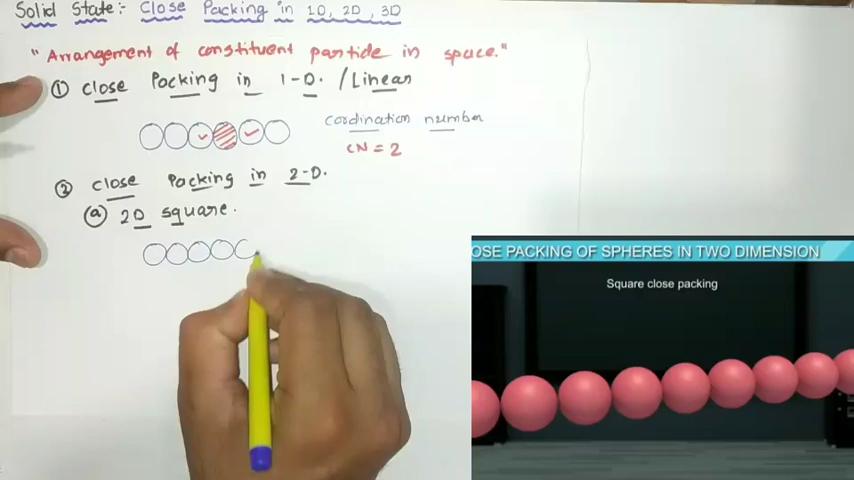 Solid State:- Close Packing in 1D, 2D, 3D
"Arrangement of constituent particle in space."
① Close Packing in 1-D. / Linear
cordination number
CN = 2
② close Packing in 2-D.
ⓐ 2D square.
OSE PACKING OF SPHERES IN TWO DIMENSION
Square close packing